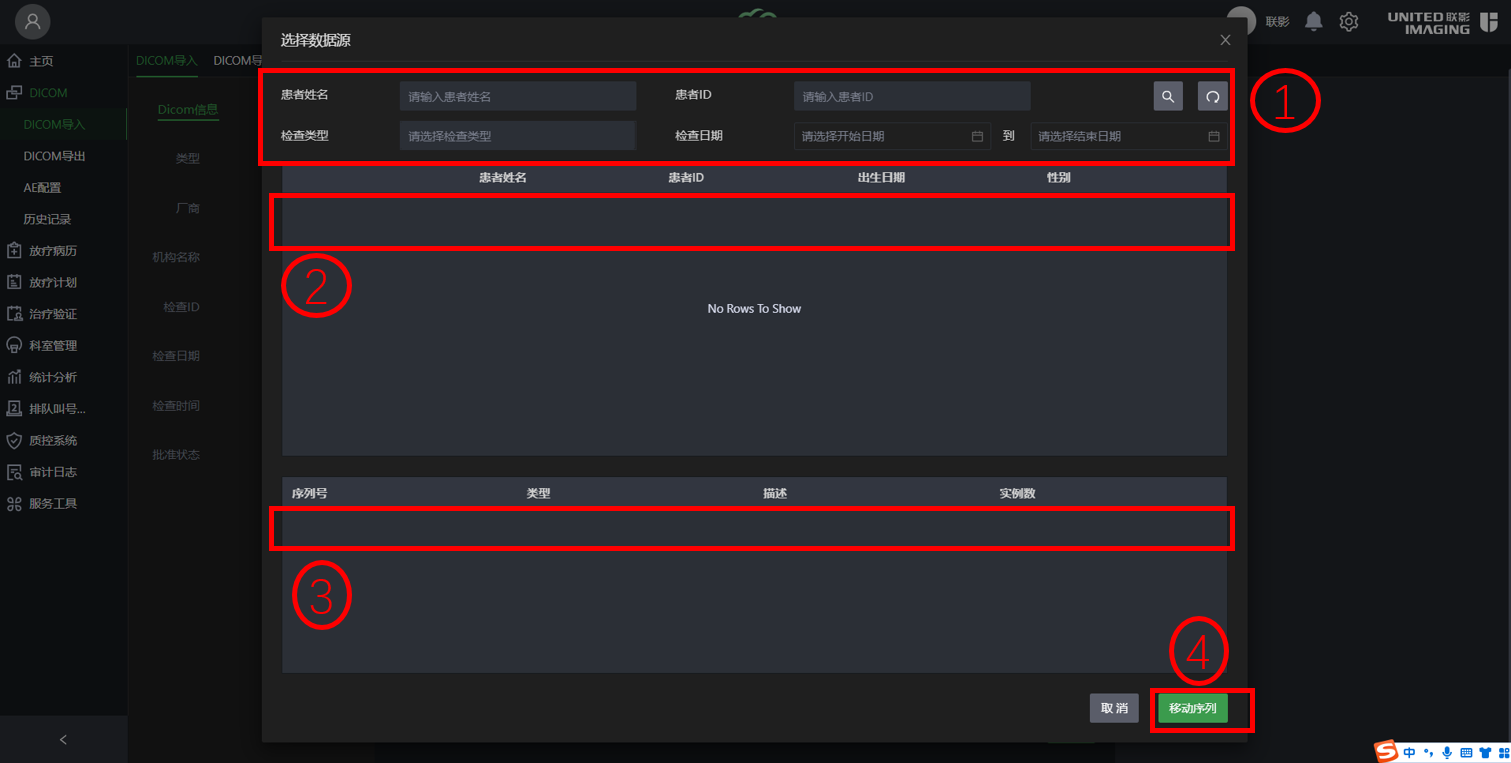 联影
UNITED 联影
IMAGING
主页
DICOM
DICOM导入
DICOM导出
AE配置
历史记录
放疗病历
放疗计划
治疗验证
科室管理
统计分析
排队叫号...
质控系统
审计日志
服务工具
DICOM导入
DICOM导
Dicom信息
类型
厂商
机构名称
检查ID
检查日期
检查时间
批准状态
选择数据源
患者姓名
请输入患者姓名
患者ID
请输入患者ID
检查类型
请选择检查类型
检查日期
请选择开始日期
到
请选择结束日期
1
患者姓名
患者ID
出生日期
性别
2
No Rows To Show
序列号
类型
描述
实例数
3
4
取 消
移动序列
中